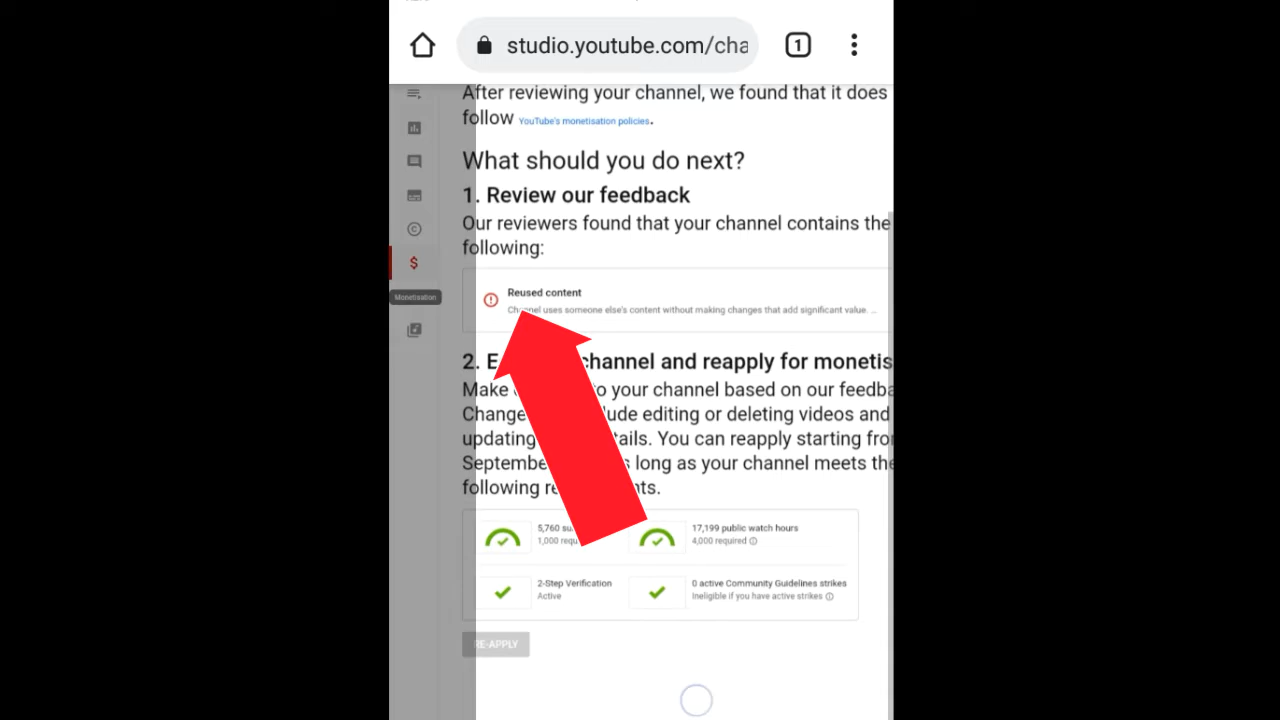 studio.youtube.com/cha
1
After reviewing your channel, we found that it does
follow YouTube's monetisation policies.
What should you do next?
1. Review our feedback
Our reviewers found that your channel contains the
following:
Monetisation
Reused content
Channel uses someone else's content without making changes that add significant value. ...
2. E channel and reapply for monetis
Make o your channel based on our feedba
Change ude editing or deleting videos and
updating tails. You can reapply starting fro
Septembe s long as your channel meets the
following re nts.
5,760 su
1,000 requ
17,199 public watch hours
4,000 required
2-Step Verification
Active
0 active Community Guidelines strikes
Ineligible if you have active strikes
RE-APPLY